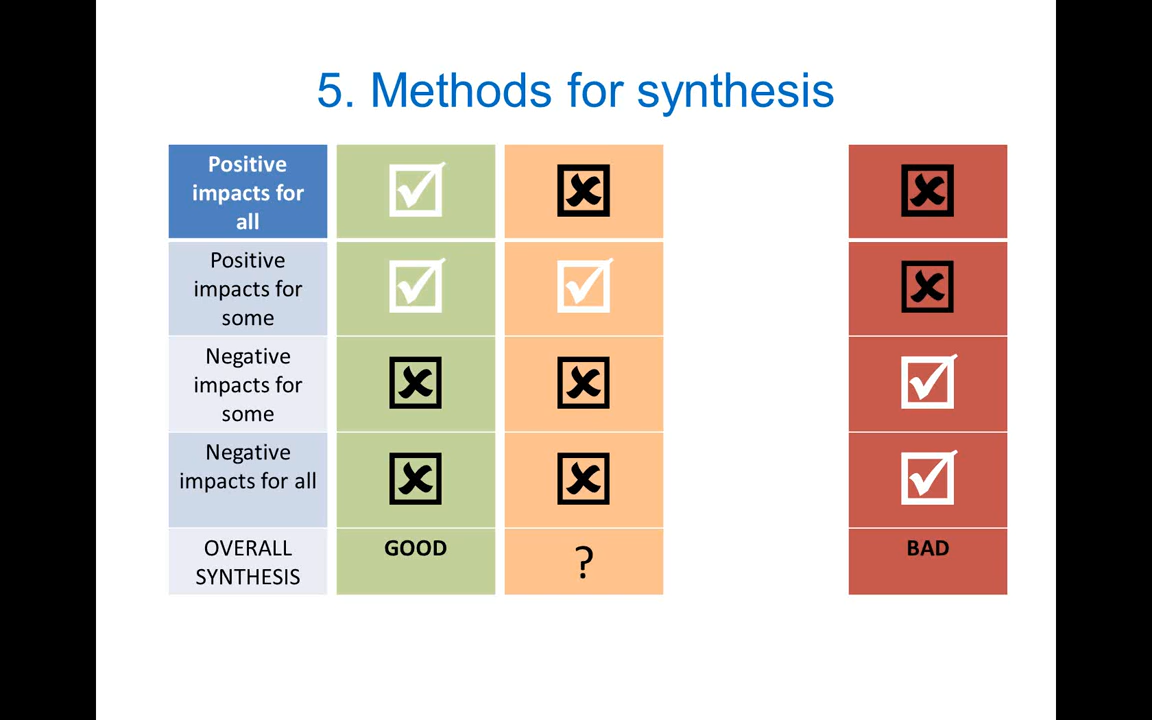 5. Methods for synthesis
Positive
impacts for
all
Positive
impacts for
some
Negative
impacts for
some
Negative
impacts for all
OVERALL
SYNTHESIS
GOOD
?
BAD